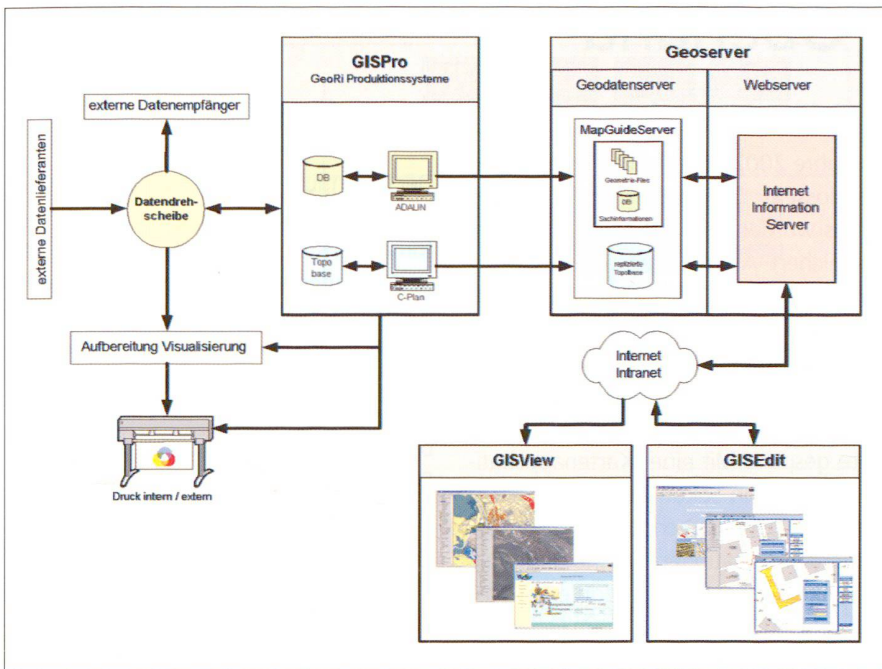 GISPro
GeoRi Produktionssysteme
Geoserver
Geodatenserver
Webserver
externe Datenempfänger
externe Datenlieferanten
Datendreh-
scheibe
DB
ADALIN
Topo
base
C-Plan
MapGuideServer
Geometrie-Files
DB
Sachinformationen
replizierte
Topobase
Internet
Information
Server
Aufbereitung Visualisierung
Internet
Intranet
Druck intern / extern
GISView
GISEdit